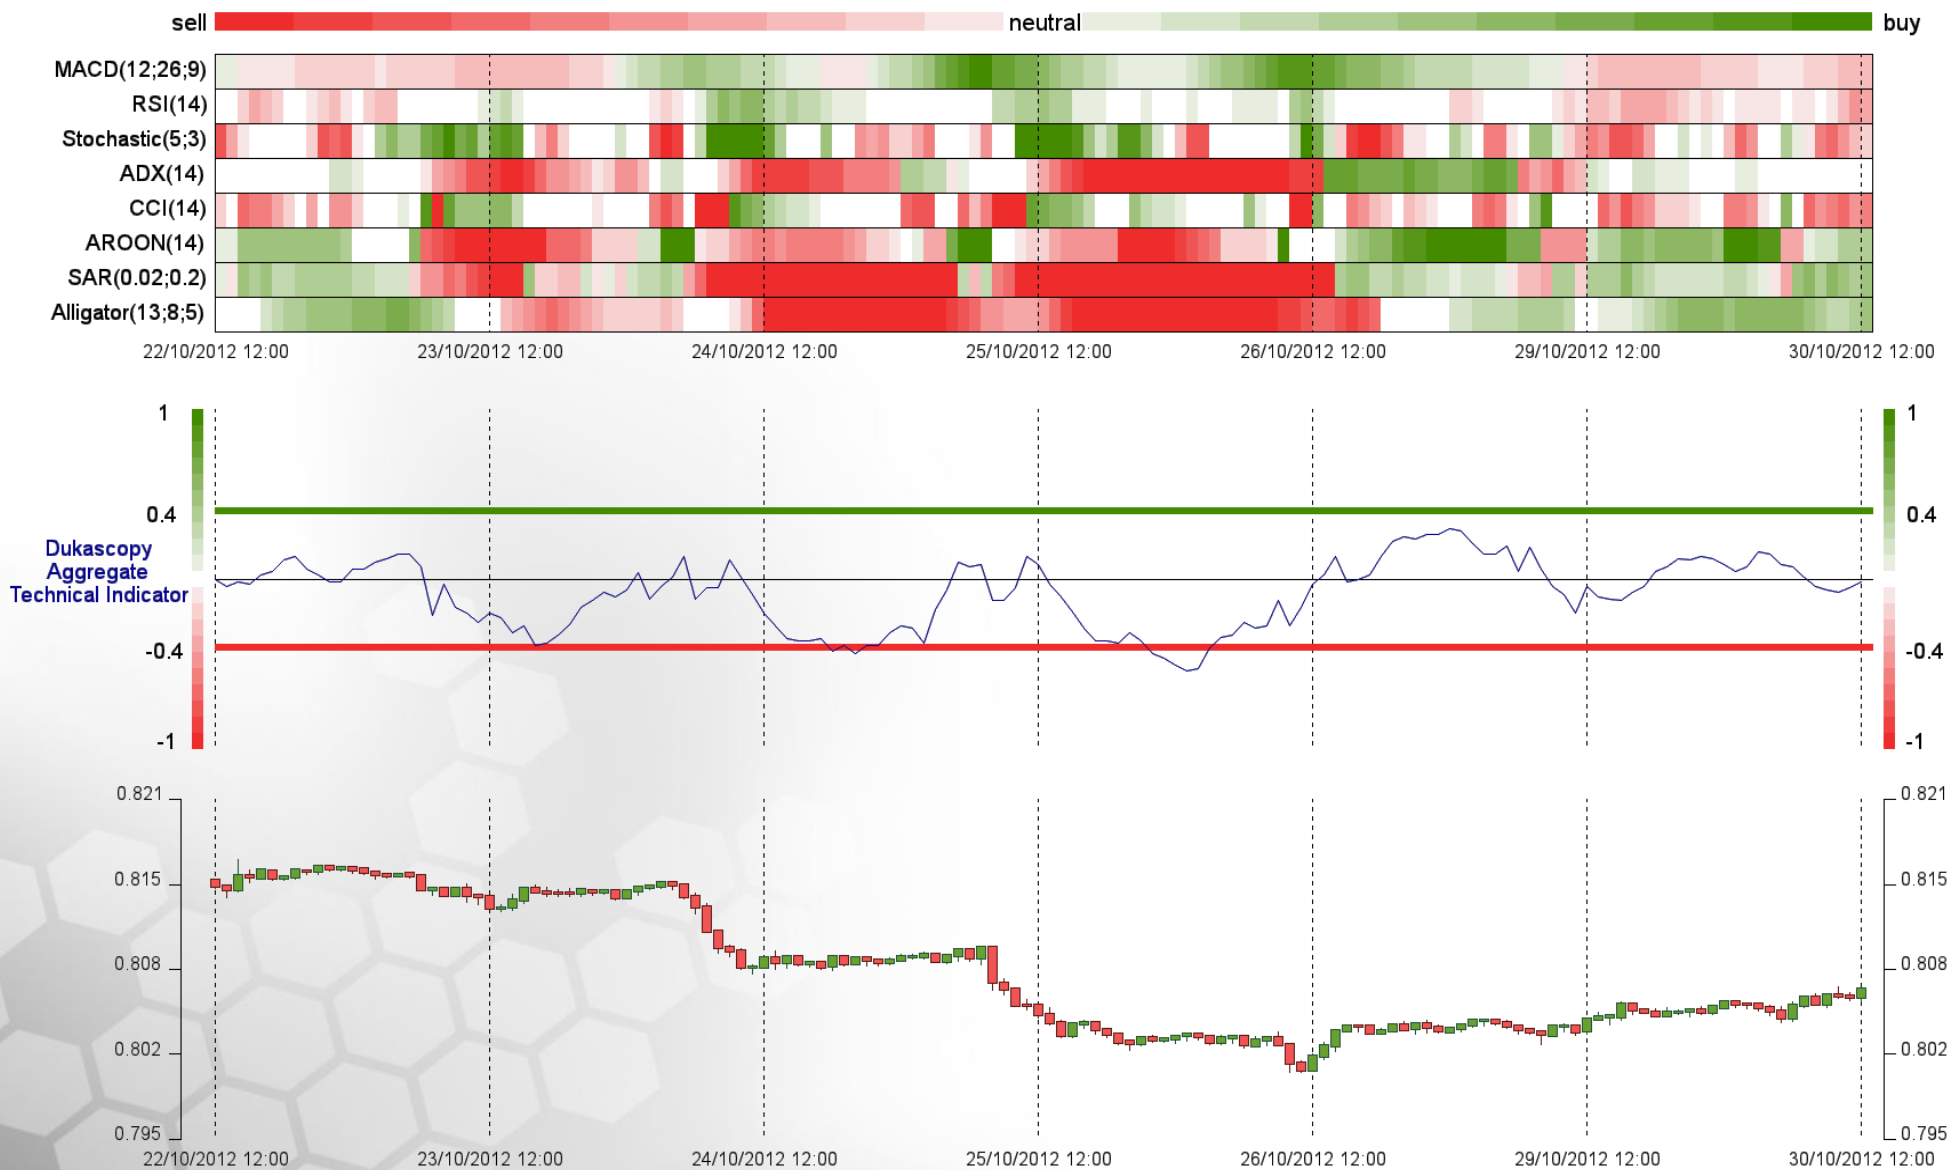 sell neutral buy
MACD(12;26;9)
RSI(14)
Stochastic(5;3)
ADX(14)
CCI(14)
AROON(14)
SAR(0.02;0.2)
Alligator(13;8;5)
22/10/2012 12:00 23/10/2012 12:00 24/10/2012 12:00 25/10/2012 12:00 26/10/2012 12:00 29/10/2012 12:00 30/10/2012 12:00
1 1
0.4 0.4
Dukascopy
Aggregate
Technical Indicator
-0.4 -0.4
-1 -1
0.821 0.821
0.815 0.815
0.808 0.808
0.802 0.802
0.795 0.795
22/10/2012 12:00 23/10/2012 12:00 24/10/2012 12:00 25/10/2012 12:00 26/10/2012 12:00 29/10/2012 12:00 30/10/2012 12:00